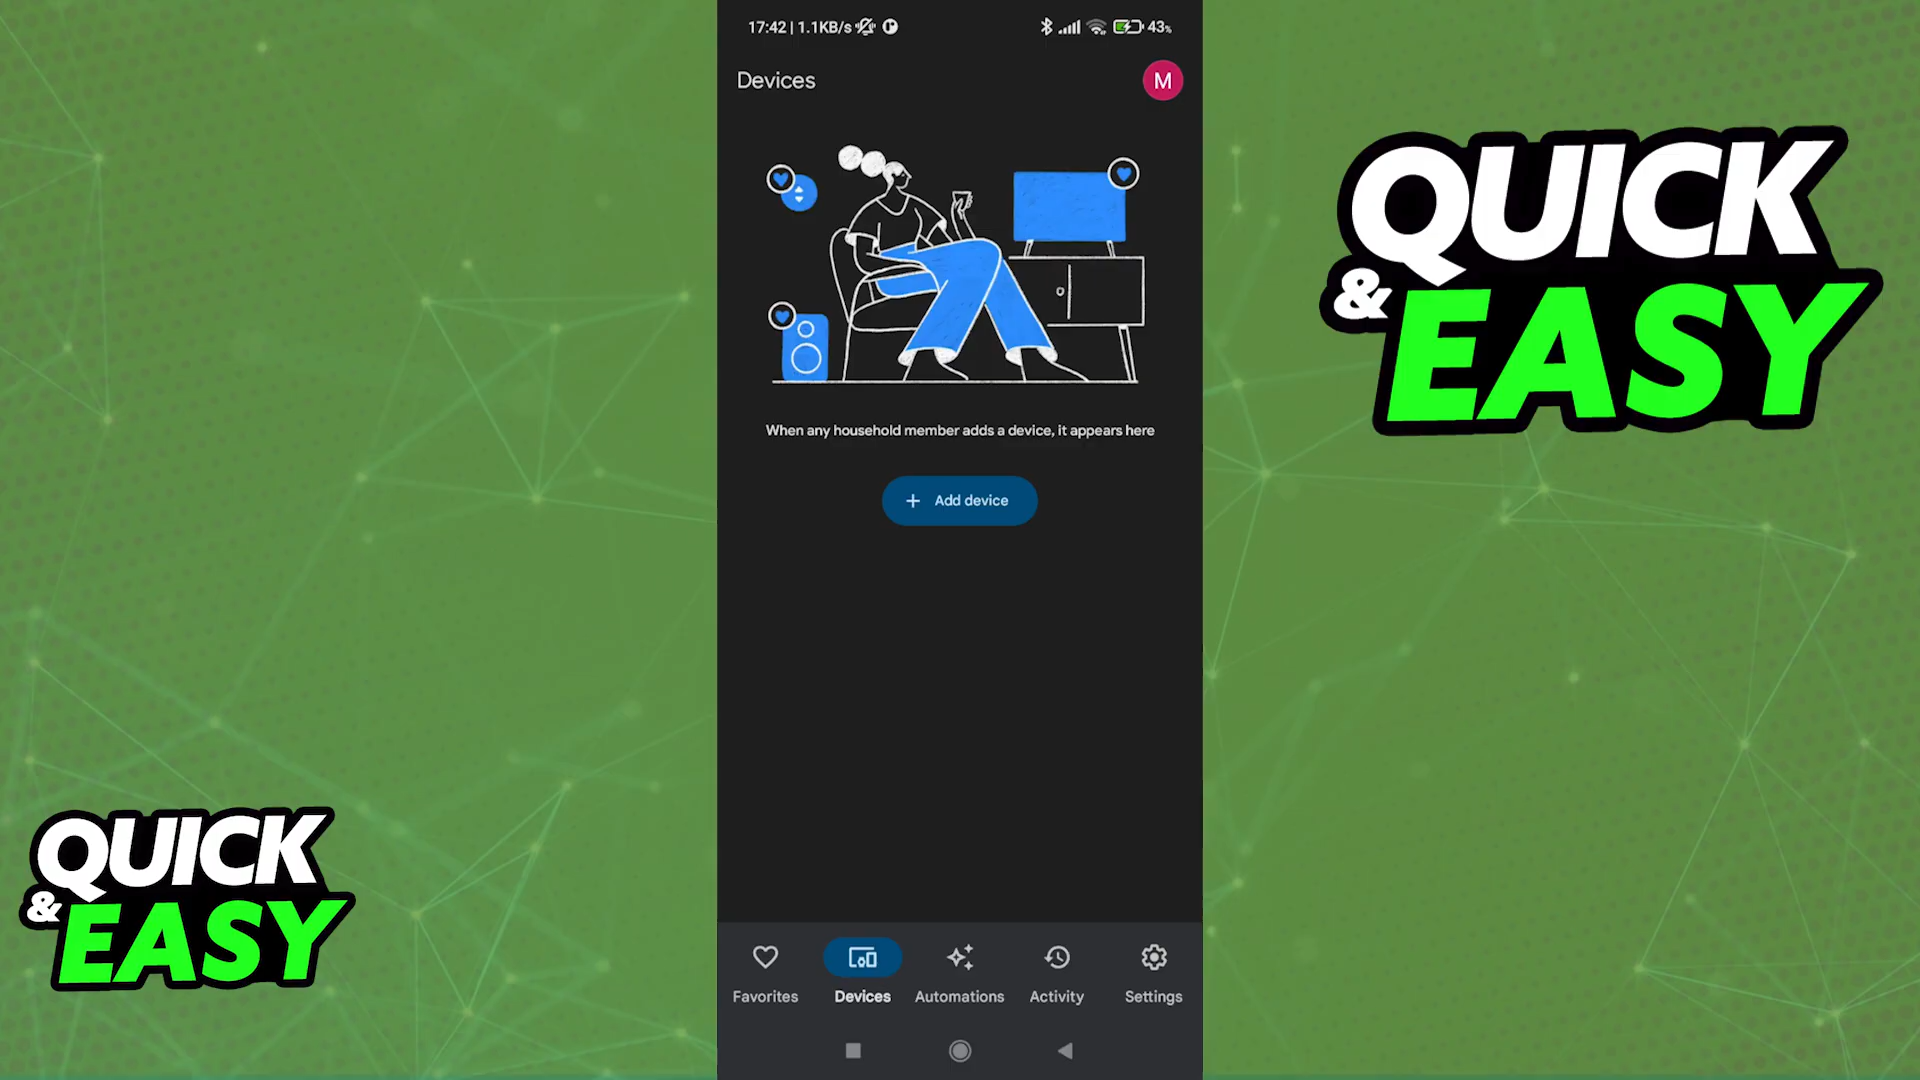 17:42 | 1.1KB/s
43%
Devices
M
When any household member adds a device, it appears here
+ Add device
Favorites
Devices
Automations
Activity
Settings
QUICK
& EASY
QUICK
& EASY